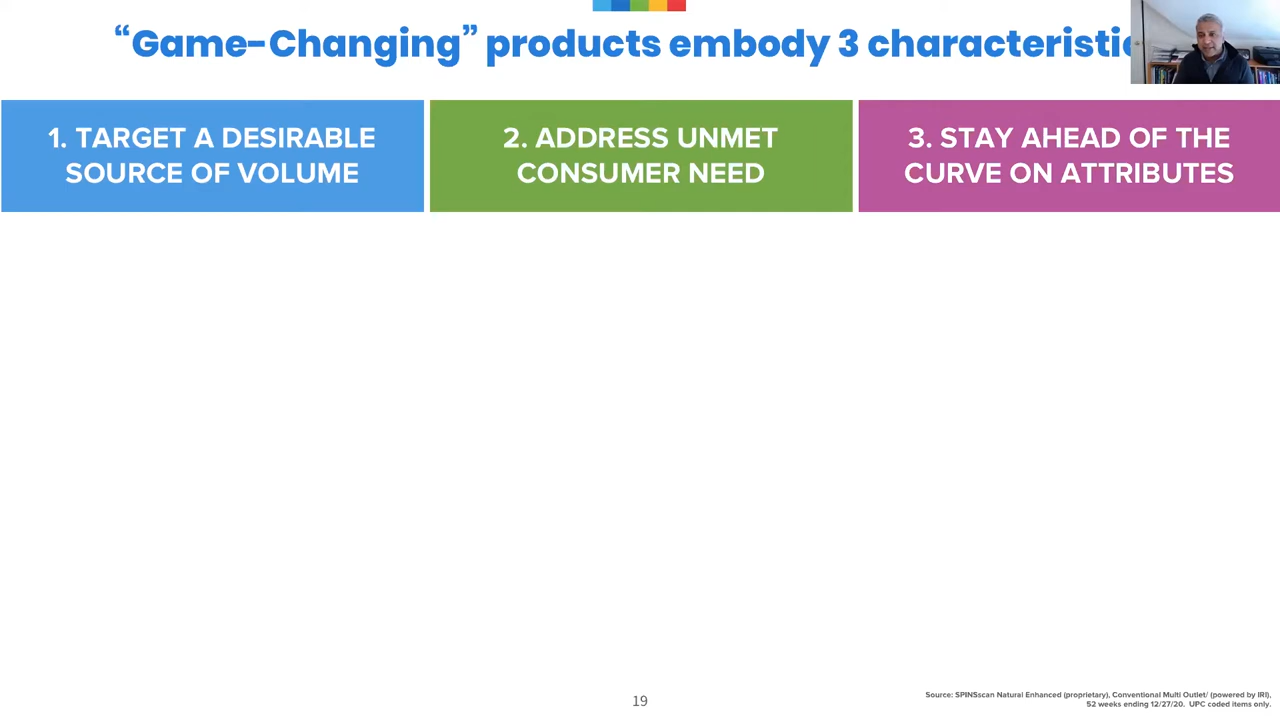 “Game-Changing” products embody 3 characteristi
1. TARGET A DESIRABLE
SOURCE OF VOLUME
2. ADDRESS UNMET
CONSUMER NEED
3. STAY AHEAD OF THE
CURVE ON ATTRIBUTES
19
Source: SPINSscan Natural Enhanced (proprietary), Conventional Multi Outlet/ (powered by IRI),
52 weeks ending 12/27/20. UPC coded items only.